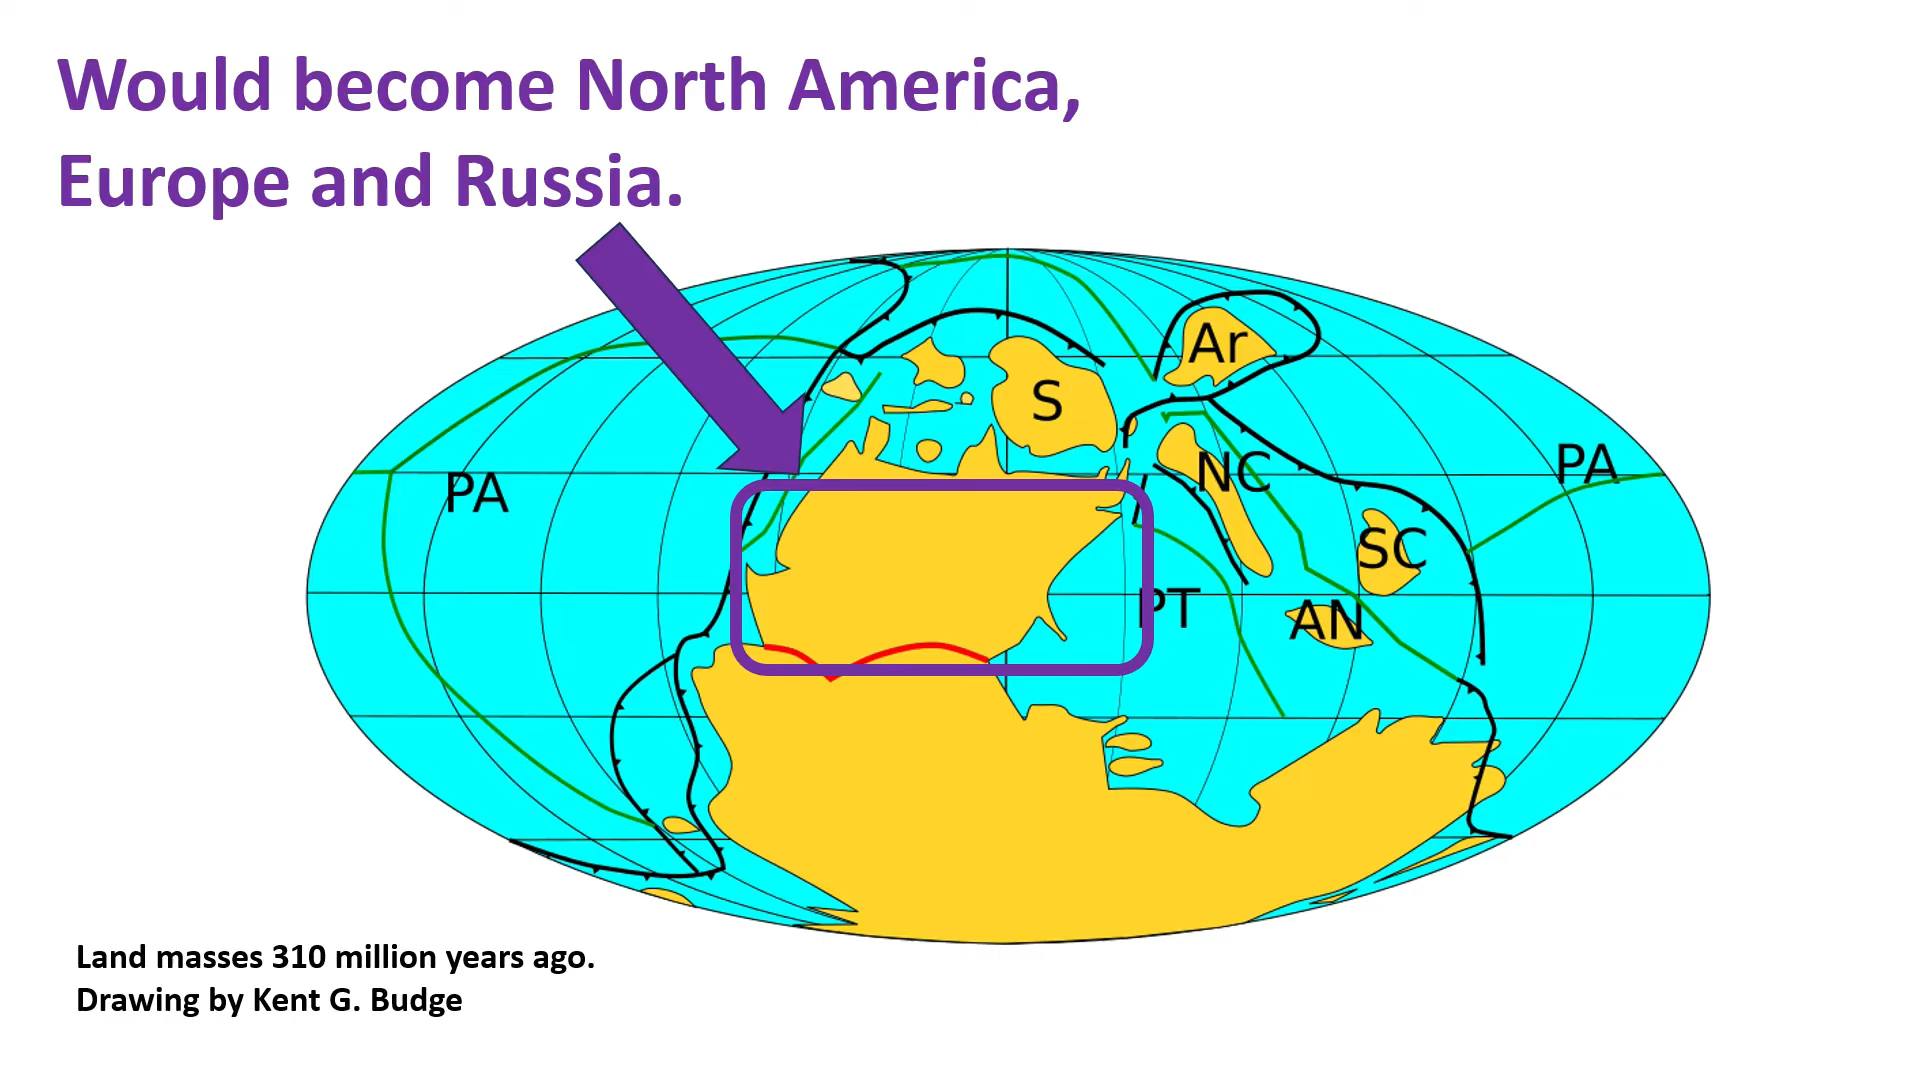 Would become North America,
Europe and Russia.
Ar
S
PA
NC
PA
SC
PT
AN
Land masses 310 million years ago.
Drawing by Kent G. Budge